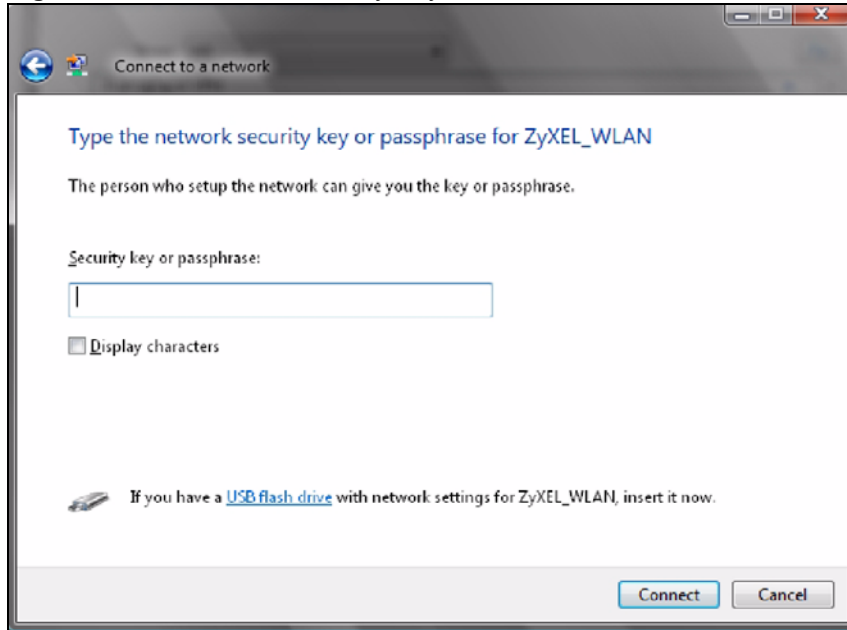 Connect to a network
Type the network security key or passphrase for ZyXEL_WLAN
The person who setup the network can give you the key or passphrase.
Security key or passphrase:
Display characters
If you have a USB flash drive with network settings for ZyXEL_WLAN, insert it now.
Connect Cancel